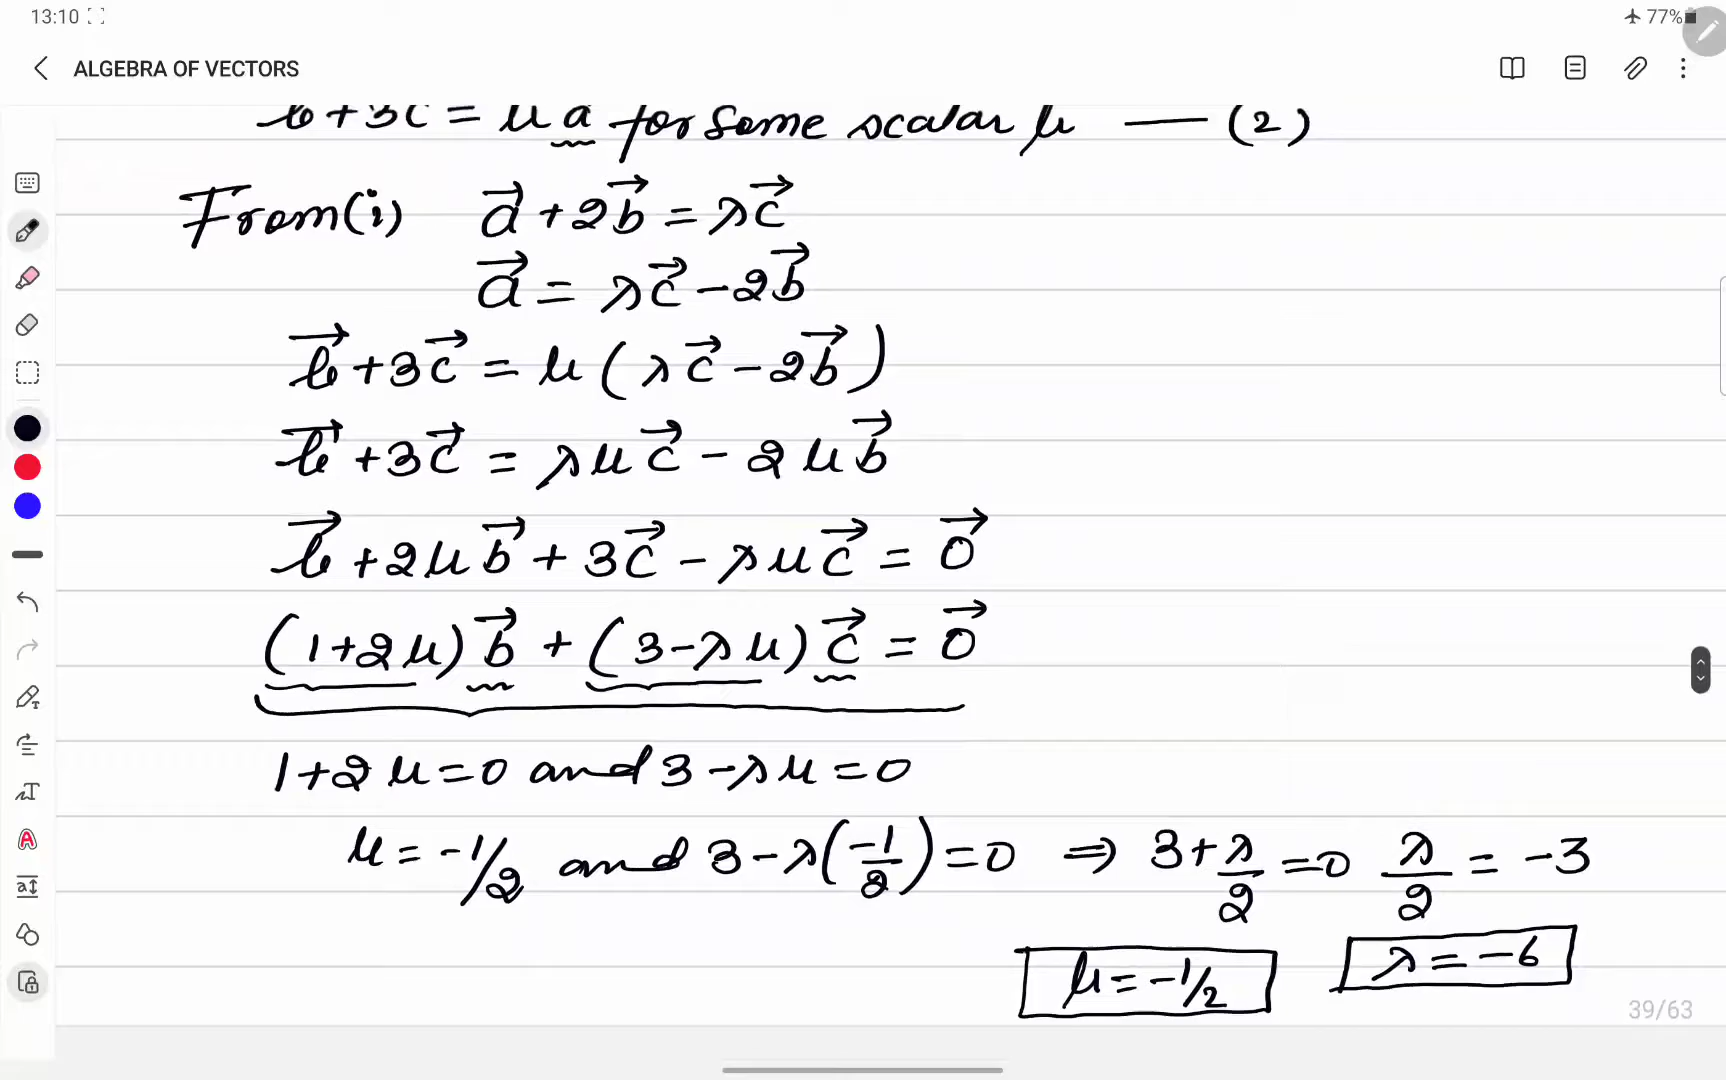 13:10 77%
ALGEBRA OF VECTORS
b + 3c = μ a for some scalar μ — (2)
From (i) a⃗ + 2b⃗ = λc⃗
a⃗ = λc⃗ − 2b⃗
b⃗ + 3c⃗ = μ(λc⃗ − 2b⃗)
b⃗ + 3c⃗ = λμc⃗ − 2μb⃗
b⃗ + 2μb⃗ + 3c⃗ − λμc⃗ = 0⃗
(1+2μ)b⃗ + (3−λμ)c⃗ = 0⃗
1+2μ=0 and 3−λμ=0
μ = −1/2 and 3−λ(−1/2)=0 ⇒ 3+λ/2=0 λ/2 = −3
μ = −1/2 λ = −6
39/63